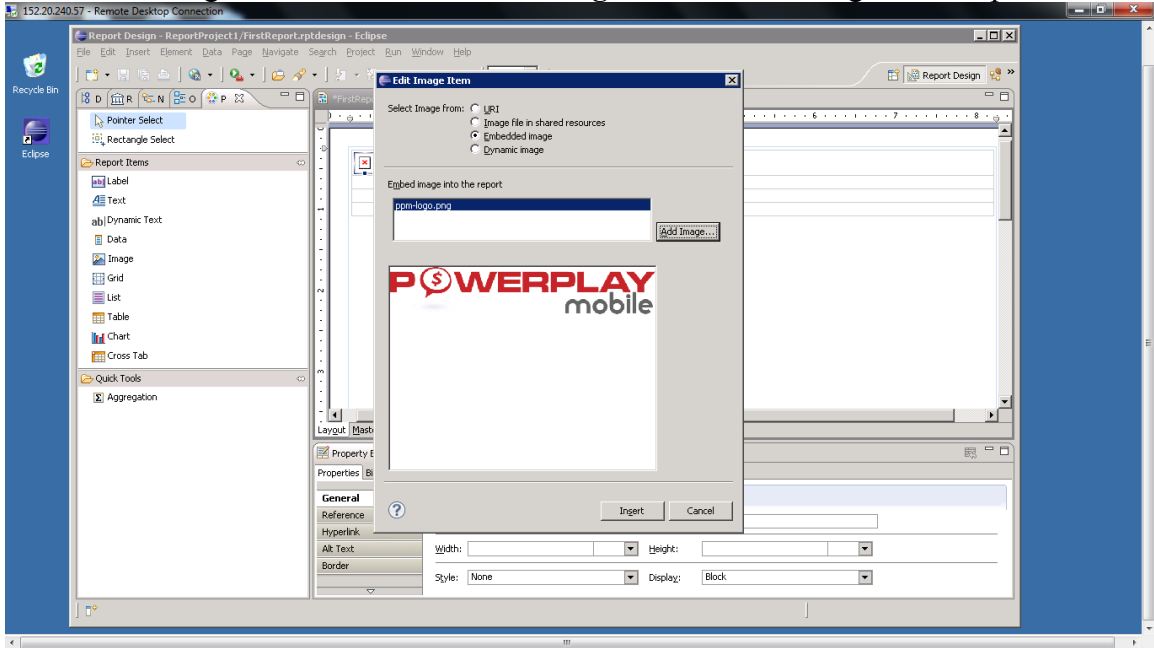 152.20.240.57 - Remote Desktop Connection
Recycle Bin
Eclipse
Report Design - ReportProject1/FirstReport.rptdesign - Eclipse
File Edit Insert Element Data Page Navigate Search Project Run Window Help
Report Design
D R N O P
Pointer Select
Rectangle Select
Report Items
Label
Text
Dynamic Text
Data
Image
Grid
List
Table
Chart
Cross Tab
Quick Tools
Aggregation
Edit Image Item
Select Image from: URI
Image file in shared resources
Embedded image
Dynamic image
Embed image into the report
ppm-logo.png
Add Image...
POWERPLAY
mobile
Insert Cancel
6 7 8
Layout
Properties
General
Reference
Hyperlink
Alt Text
Border
Width: Height:
Style: None Display: Block